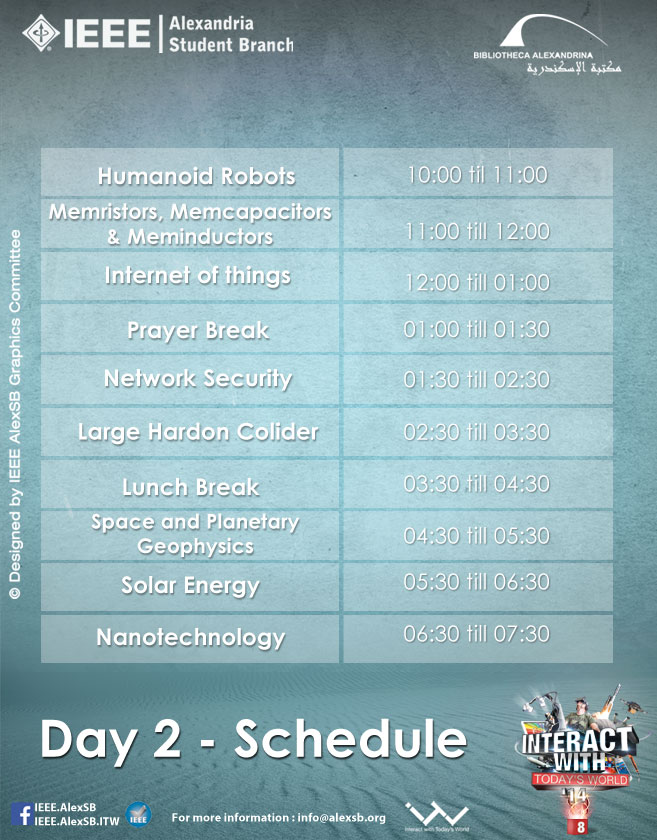 IEEE
Alexandria
Student Branch
BIBLIOTHECA ALEXANDRINA
مكتبة الإسكندرية
© Designed by IEEE AlexSB Graphics Committee
Humanoid Robots 10:00 til 11:00
Memristors, Memcapacitors
& Meminductors 11:00 till 12:00
Internet of things 12:00 till 01:00
Prayer Break 01:00 till 01:30
Network Security 01:30 till 02:30
Large Hardon Colider 02:30 till 03:30
Lunch Break 03:30 till 04:30
Space and Planetary
Geophysics 04:30 till 05:30
Solar Energy 05:30 till 06:30
Nanotechnology 06:30 till 07:30
Day 2 - Schedule
INTERACT
WITH
TODAY'S WORLD
14
8
IEEE.AlexSB
IEEE.AlexSB.ITW
IEEE
For more information : info@alexsb.org
Interact with Today's World